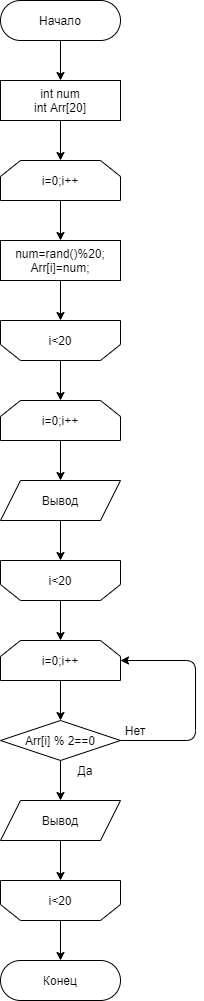 Начало
int num
int Arr[20]
i=0;i++
num=rand()%20;
Arr[i]=num;
i<20
i=0;i++
Вывод
i<20
i=0;i++
Arr[i] % 2==0
Нет
Да
Вывод
i<20
Конец